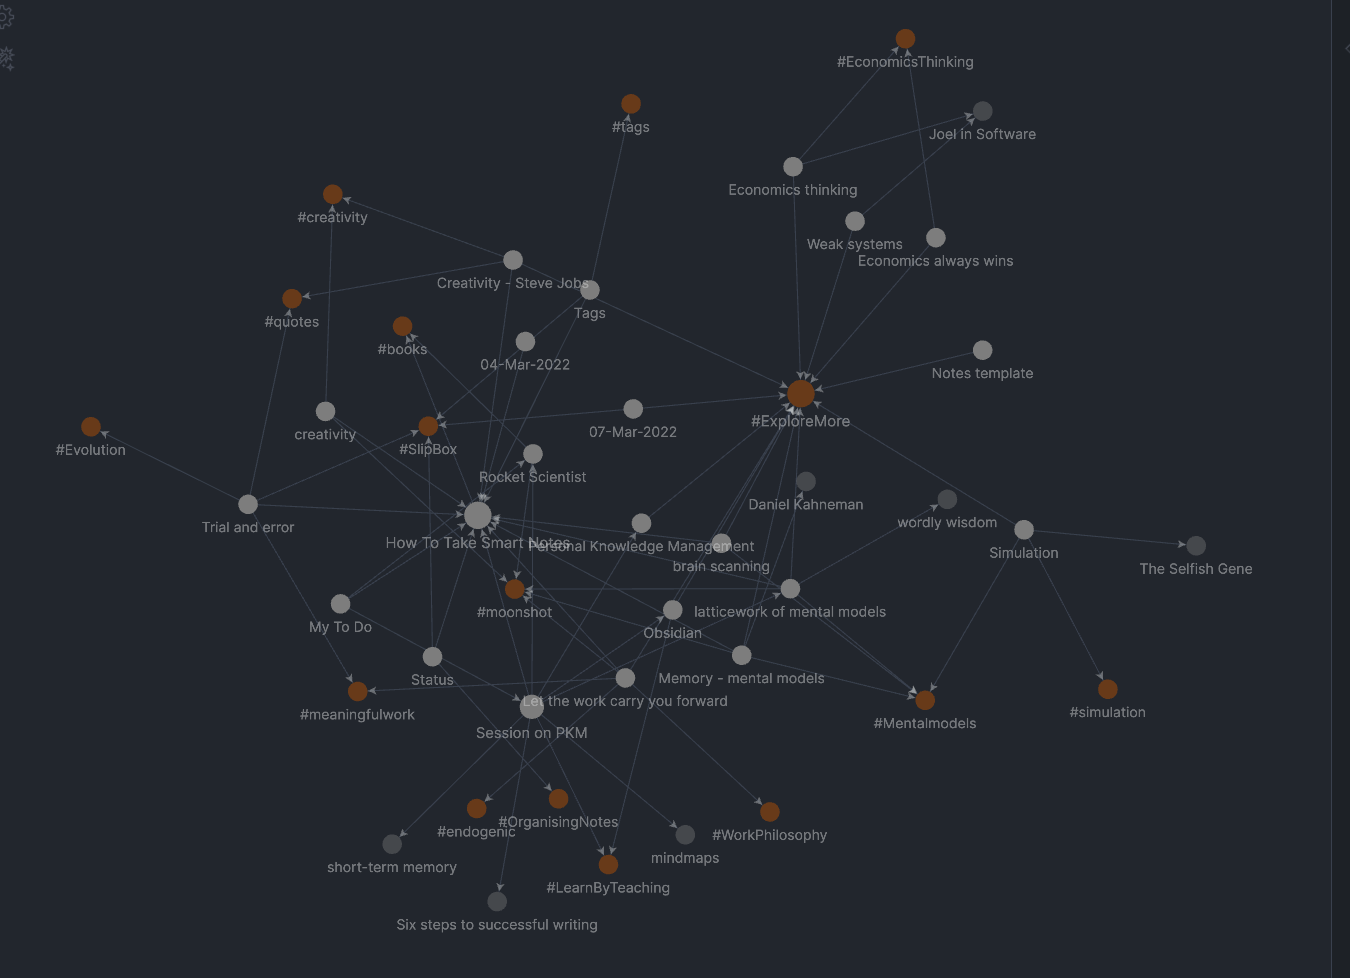 #EconomicsThinking
#tags
Joel in Software
Economics thinking
#creativity
Weak systems
Economics always wins
Creativity - Steve Jobs
Tags
#quotes
#books
04-Mar-2022
Notes template
#ExploreMore
07-Mar-2022
creativity
#SlipBox
#Evolution
Rocket Scientist
Daniel Kahneman
wordly wisdom
Trial and error
How To Take Smart Notes
Personal Knowledge Management
Simulation
brain scanning
The Selfish Gene
#moonshot
latticework of mental models
My To Do
Obsidian
Status
Memory - mental models
Let the work carry you forward
#meaningfulwork
#simulation
#Mentalmodels
Session on PKM
#OrganisingNotes
#endogenic
#WorkPhilosophy
mindmaps
short-term memory
#LearnByTeaching
Six steps to successful writing